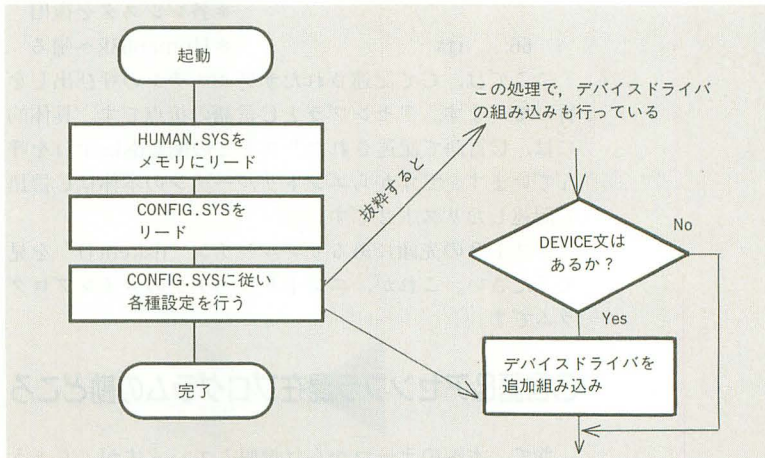 起動
HUMAN.SYSを
メモリにリード
CONFIG.SYSを
リード
CONFIG.SYSに従い
各種設定を行う
完了
抜粋すると
この処理で，デバイスドライバ
の組み込みも行っている
DEVICE文は
あるか？
No
Yes
デバイスドライバを
追加組み込み